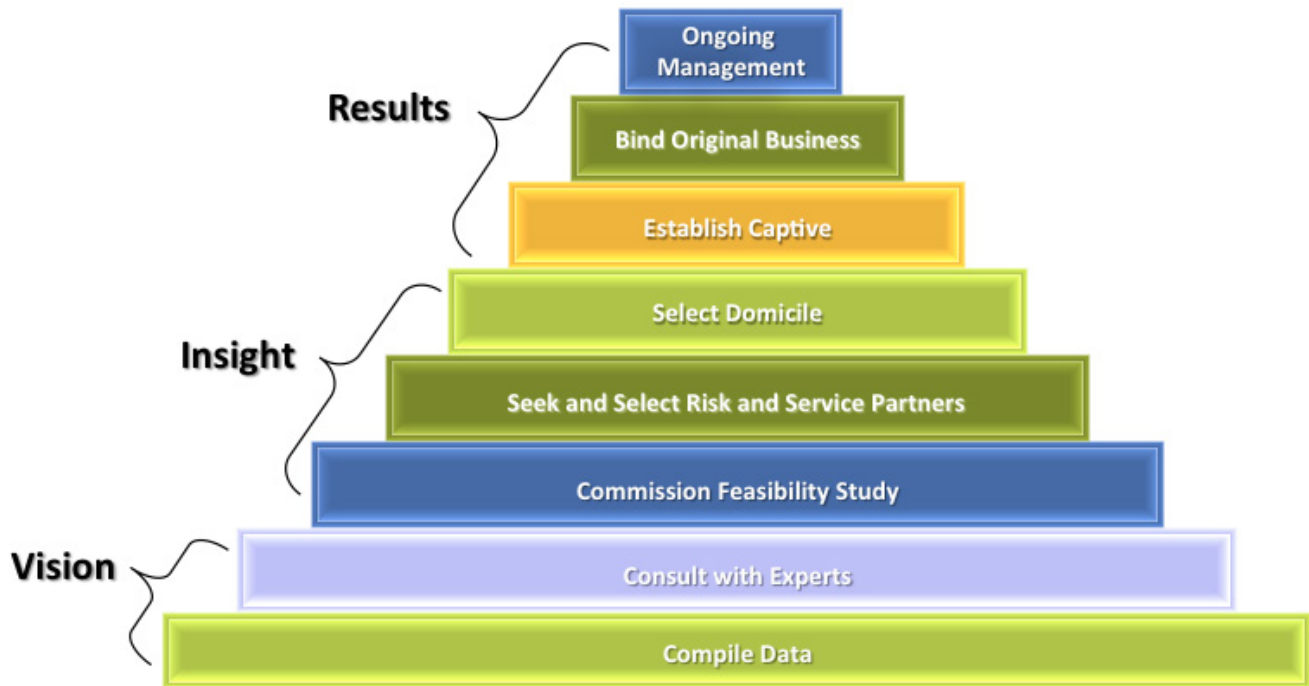 Ongoing
Management
Results
Bind Original Business
Establish Captive
Select Domicile
Insight
Seek and Select Risk and Service Partners
Commission Feasibility Study
Vision
Consult with Experts
Compile Data